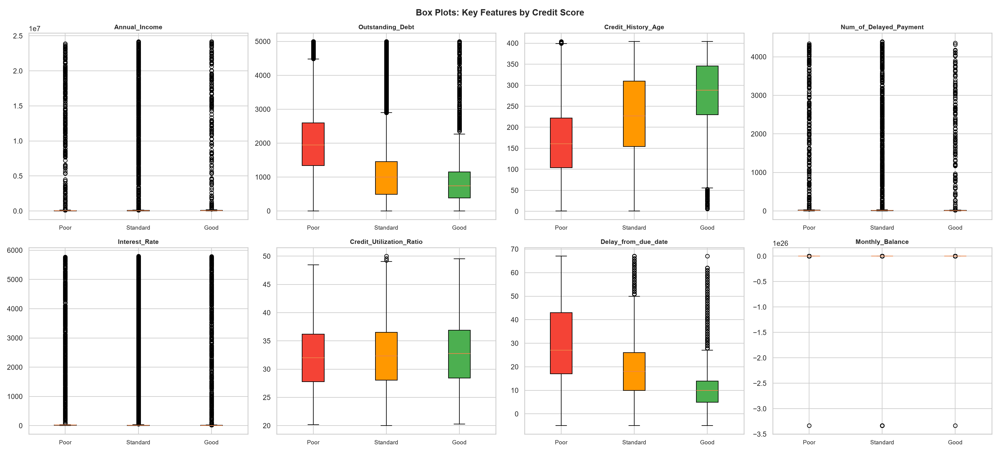 Box Plots: Key Features by Credit Score
Annual_Income
1e7
2.5
2.0
1.5
1.0
0.5
0.0
Poor Standard Good
Outstanding_Debt
5000
4000
3000
2000
1000
0
Poor Standard Good
Credit_History_Age
400
350
300
250
200
150
100
50
0
Poor Standard Good
Num_of_Delayed_Payment
4000
3000
2000
1000
0
Poor Standard Good
Interest_Rate
6000
5000
4000
3000
2000
1000
0
Poor Standard Good
Credit_Utilization_Ratio
50
45
40
35
30
25
20
Poor Standard Good
Delay_from_due_date
70
60
50
40
30
20
10
0
Poor Standard Good
Monthly_Balance
1e26
0.0
−0.5
−1.0
−1.5
−2.0
−2.5
−3.0
−3.5
Poor Standard Good